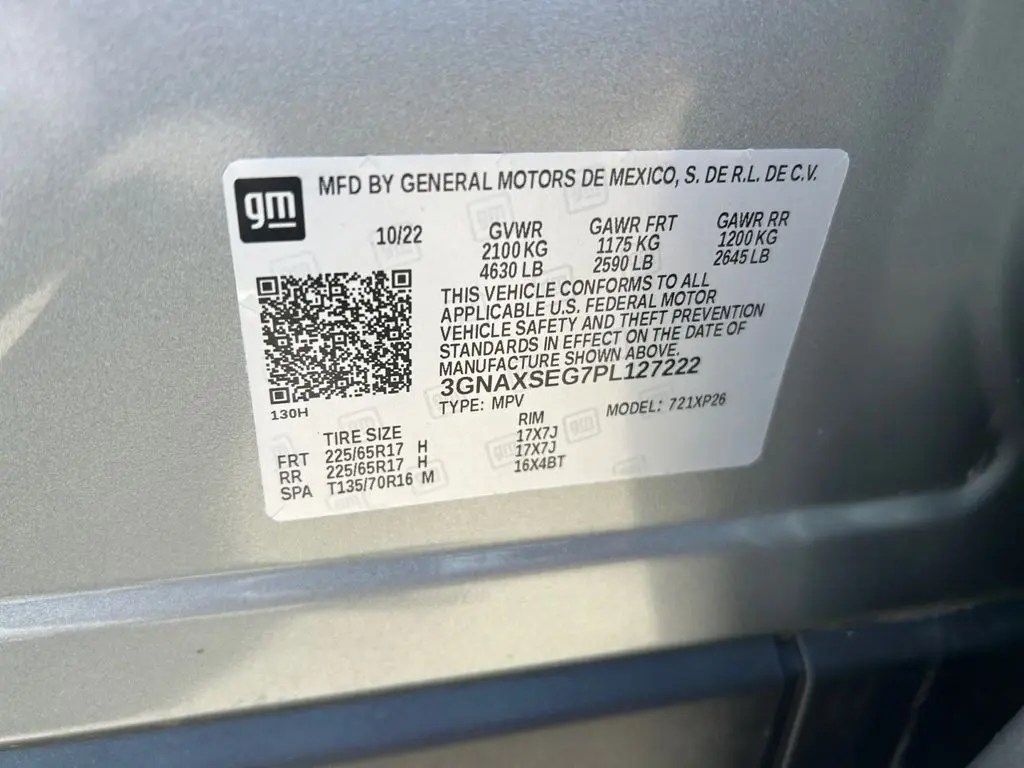 gm
MFD BY GENERAL MOTORS DE MEXICO, S. DE R.L. DE C.V.
10/22
GVWR GAWR FRT GAWR RR
2100 KG 1175 KG 1200 KG
4630 LB 2590 LB 2645 LB
THIS VEHICLE CONFORMS TO ALL
APPLICABLE U.S. FEDERAL MOTOR
VEHICLE SAFETY AND THEFT PREVENTION
STANDARDS IN EFFECT ON THE DATE OF
MANUFACTURE SHOWN ABOVE.
3GNAXSEG7PL127222
TYPE: MPV MODEL: 721XP26
130H
TIRE SIZE RIM
FRT 225/65R17 H 17X7J
RR 225/65R17 H 17X7J
SPA T135/70R16 M 16X4BT